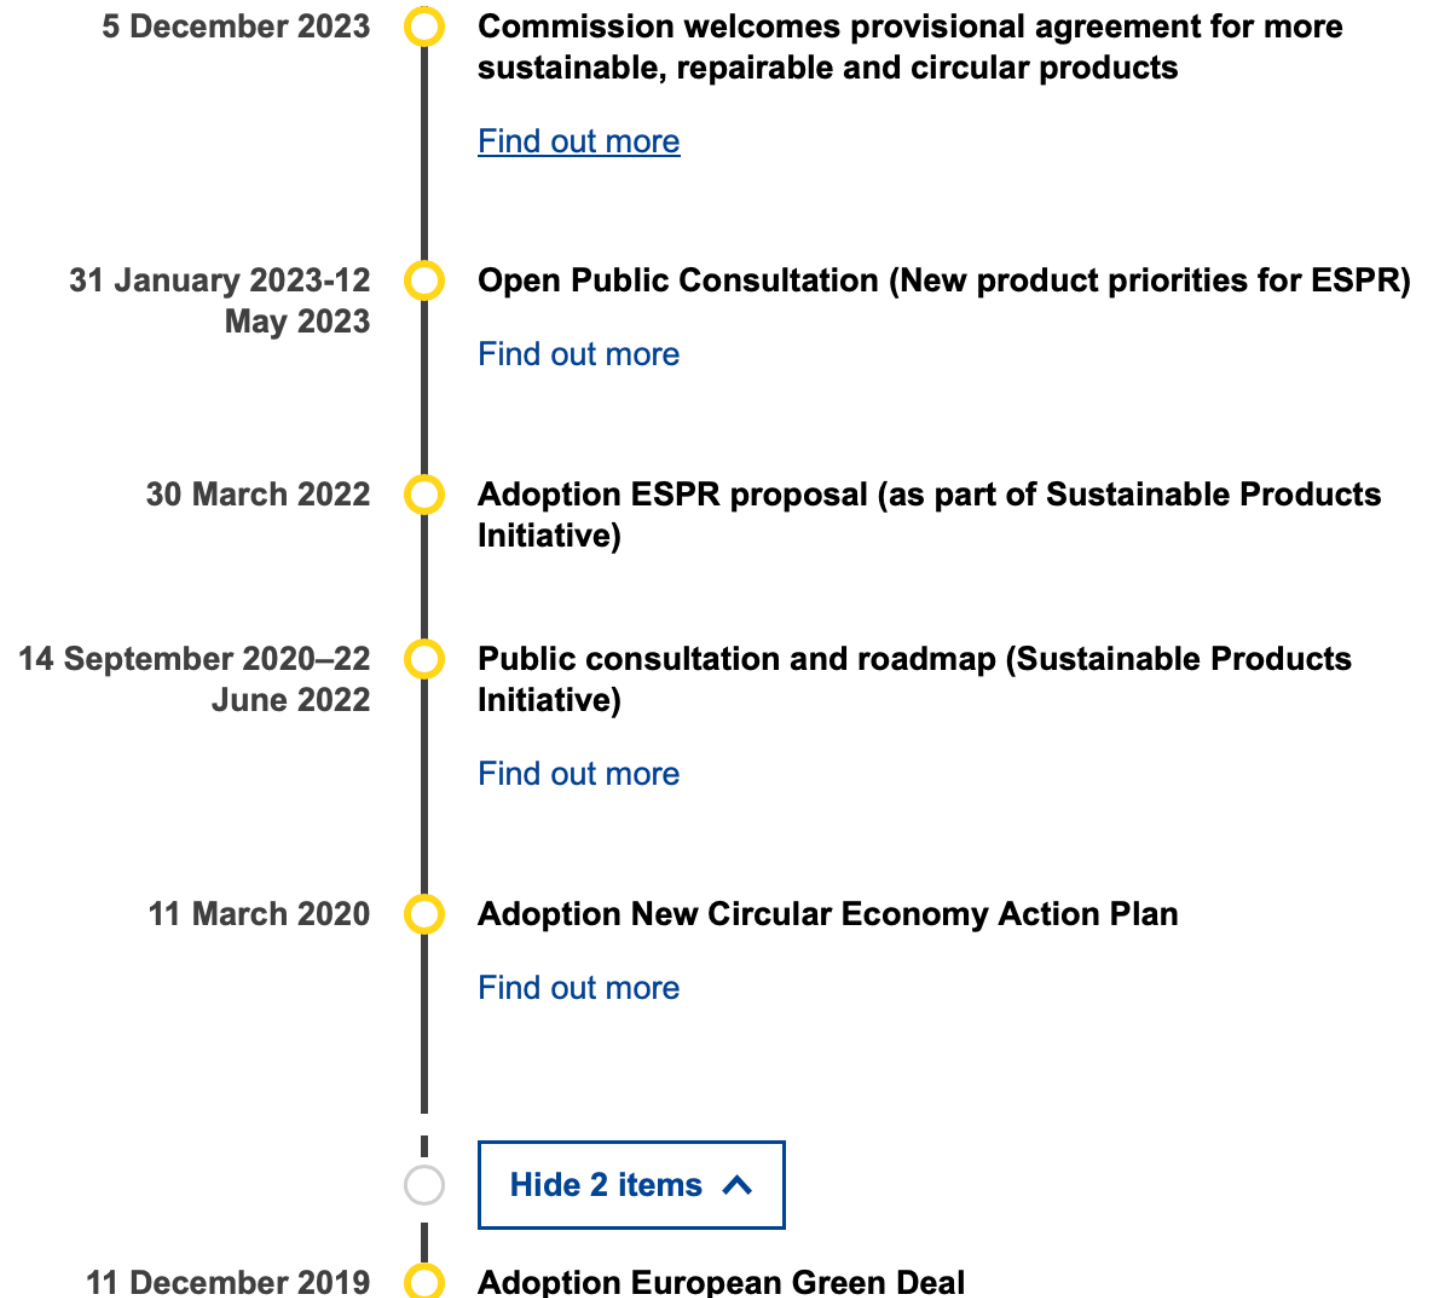 5 December 2023
Commission welcomes provisional agreement for more
sustainable, repairable and circular products
Find out more
31 January 2023-12
May 2023
Open Public Consultation (New product priorities for ESPR)
Find out more
30 March 2022
Adoption ESPR proposal (as part of Sustainable Products
Initiative)
14 September 2020–22
June 2022
Public consultation and roadmap (Sustainable Products
Initiative)
Find out more
11 March 2020
Adoption New Circular Economy Action Plan
Find out more
Hide 2 items
11 December 2019
Adoption European Green Deal